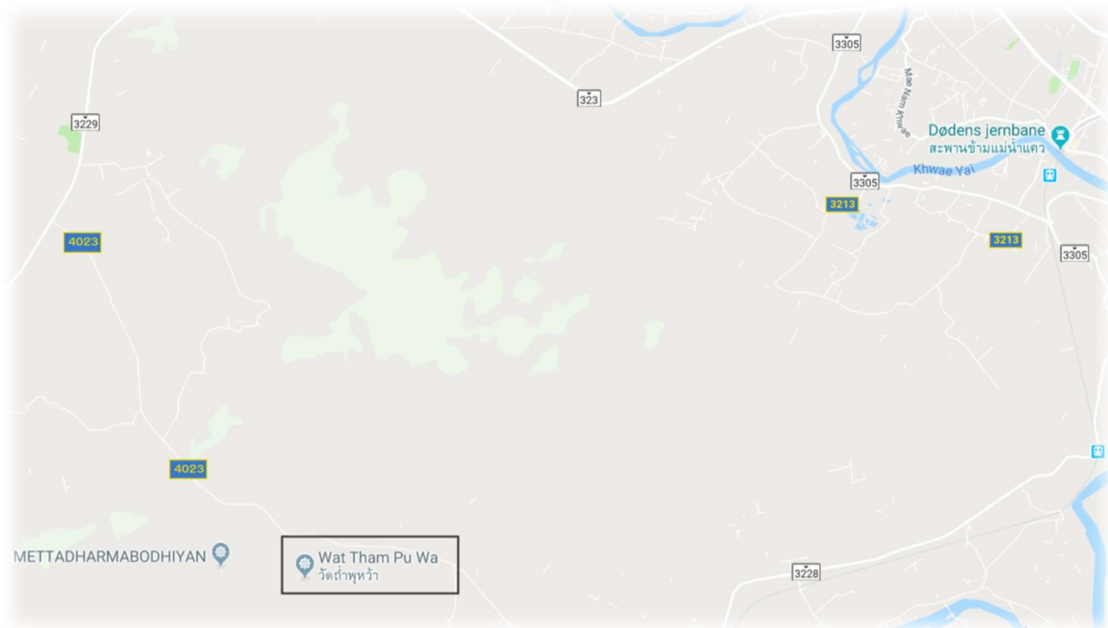 3305
323
Mae Nam Khwae
3229
Dødens jernbane
สะพานข้ามแม่น้ำแคว
Khwae Yai
3305
3213
4023
3213
3305
4023
METTADHARMABODHIYAN
Wat Tham Pu Wa
วัดถ้ำพุหว้า
3228